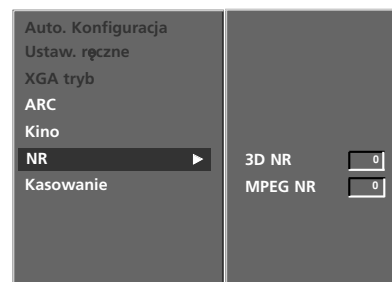 Auto. Konfiguracja
Ustaw. ręczne
XGA tryb
ARC
Kino
NR ►
Kasowanie
3D NR 0
MPEG NR 0